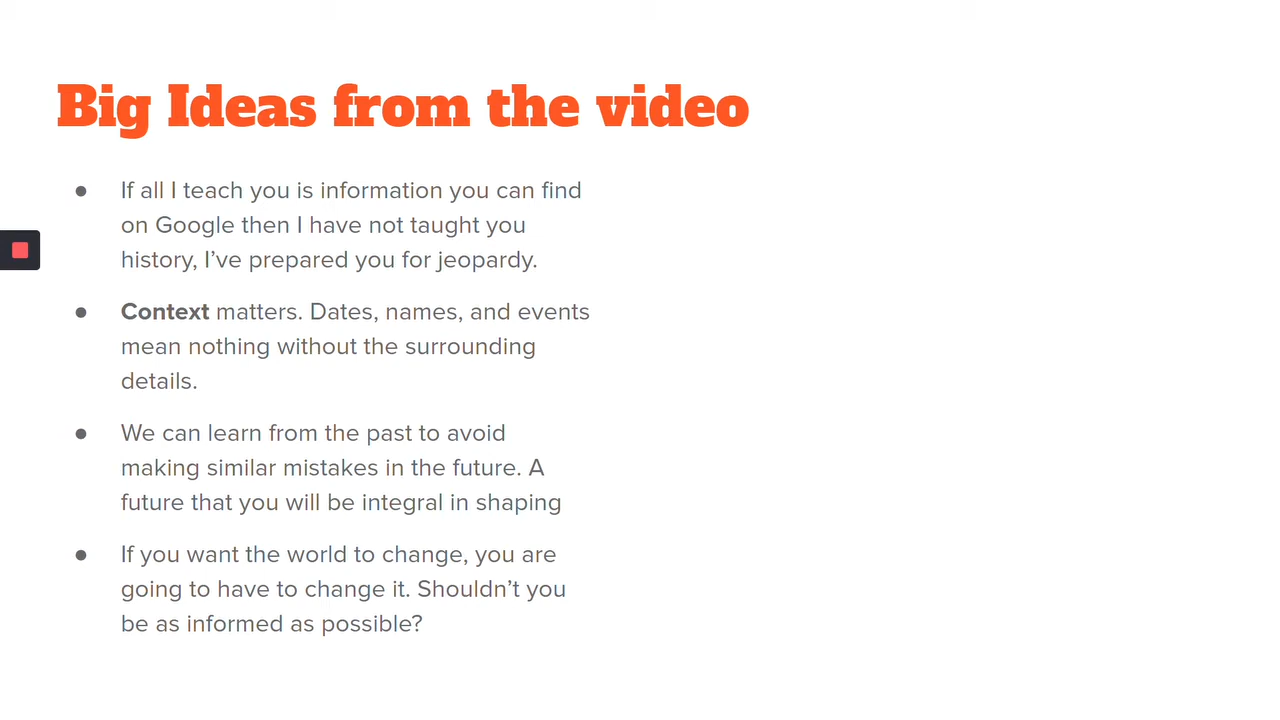 Big Ideas from the video
● If all I teach you is information you can find
on Google then I have not taught you
history, I’ve prepared you for jeopardy.
● Context matters. Dates, names, and events
mean nothing without the surrounding
details.
● We can learn from the past to avoid
making similar mistakes in the future. A
future that you will be integral in shaping
● If you want the world to change, you are
going to have to change it. Shouldn’t you
be as informed as possible?